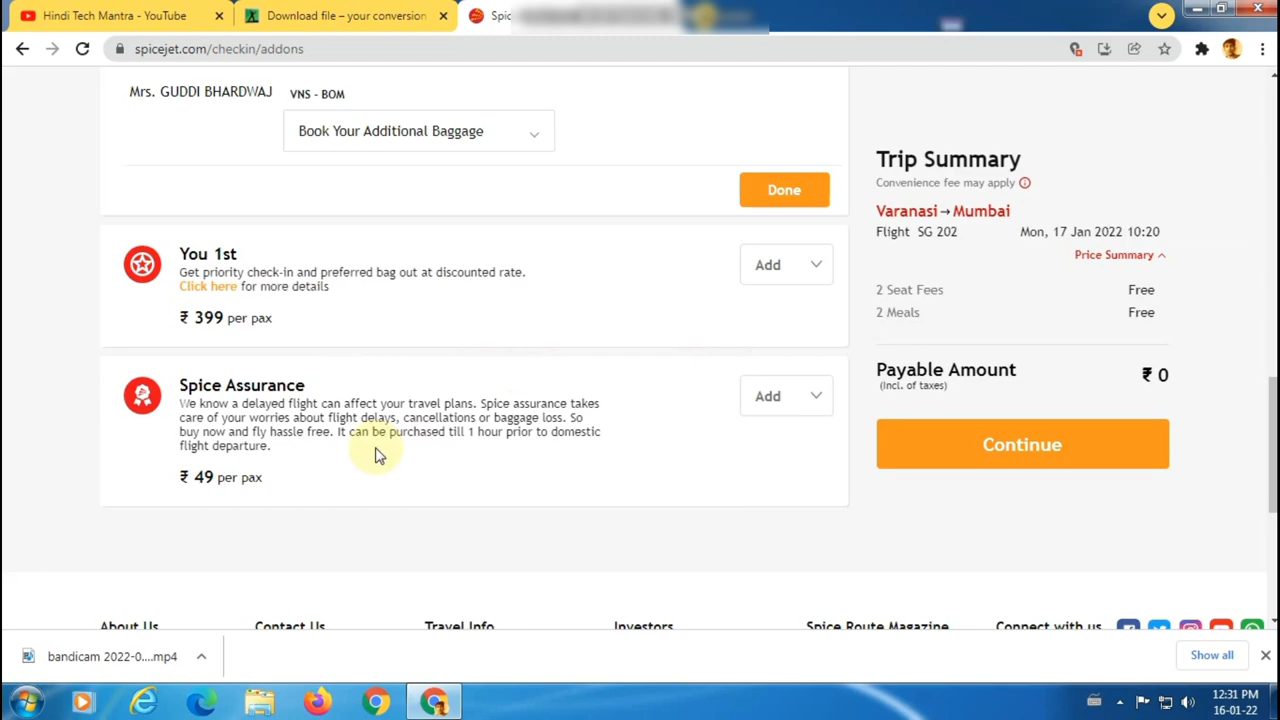 Hindi Tech Mantra - YouTube
Download file – your conversion
Spic
spicejet.com/checkin/addons
Mrs. GUDDI BHARDWAJ
VNS - BOM
Book Your Additional Baggage
Done
You 1st
Get priority check-in and preferred bag out at discounted rate.
Click here for more details
₹ 399 per pax
Add
Spice Assurance
We know a delayed flight can affect your travel plans. Spice assurance takes
care of your worries about flight delays, cancellations or baggage loss. So
buy now and fly hassle free. It can be purchased till 1 hour prior to domestic
flight departure.
₹ 49 per pax
Add
Trip Summary
Convenience fee may apply
Varanasi→Mumbai
Flight SG 202 Mon, 17 Jan 2022 10:20
Price Summary
2 Seat Fees Free
2 Meals Free
Payable Amount ₹ 0
(Incl. of taxes)
Continue
About Us Contact Us Travel Info Investors Spice Route Magazine Connect with us
bandicam 2022-0....mp4
Show all
12:31 PM
16-01-22